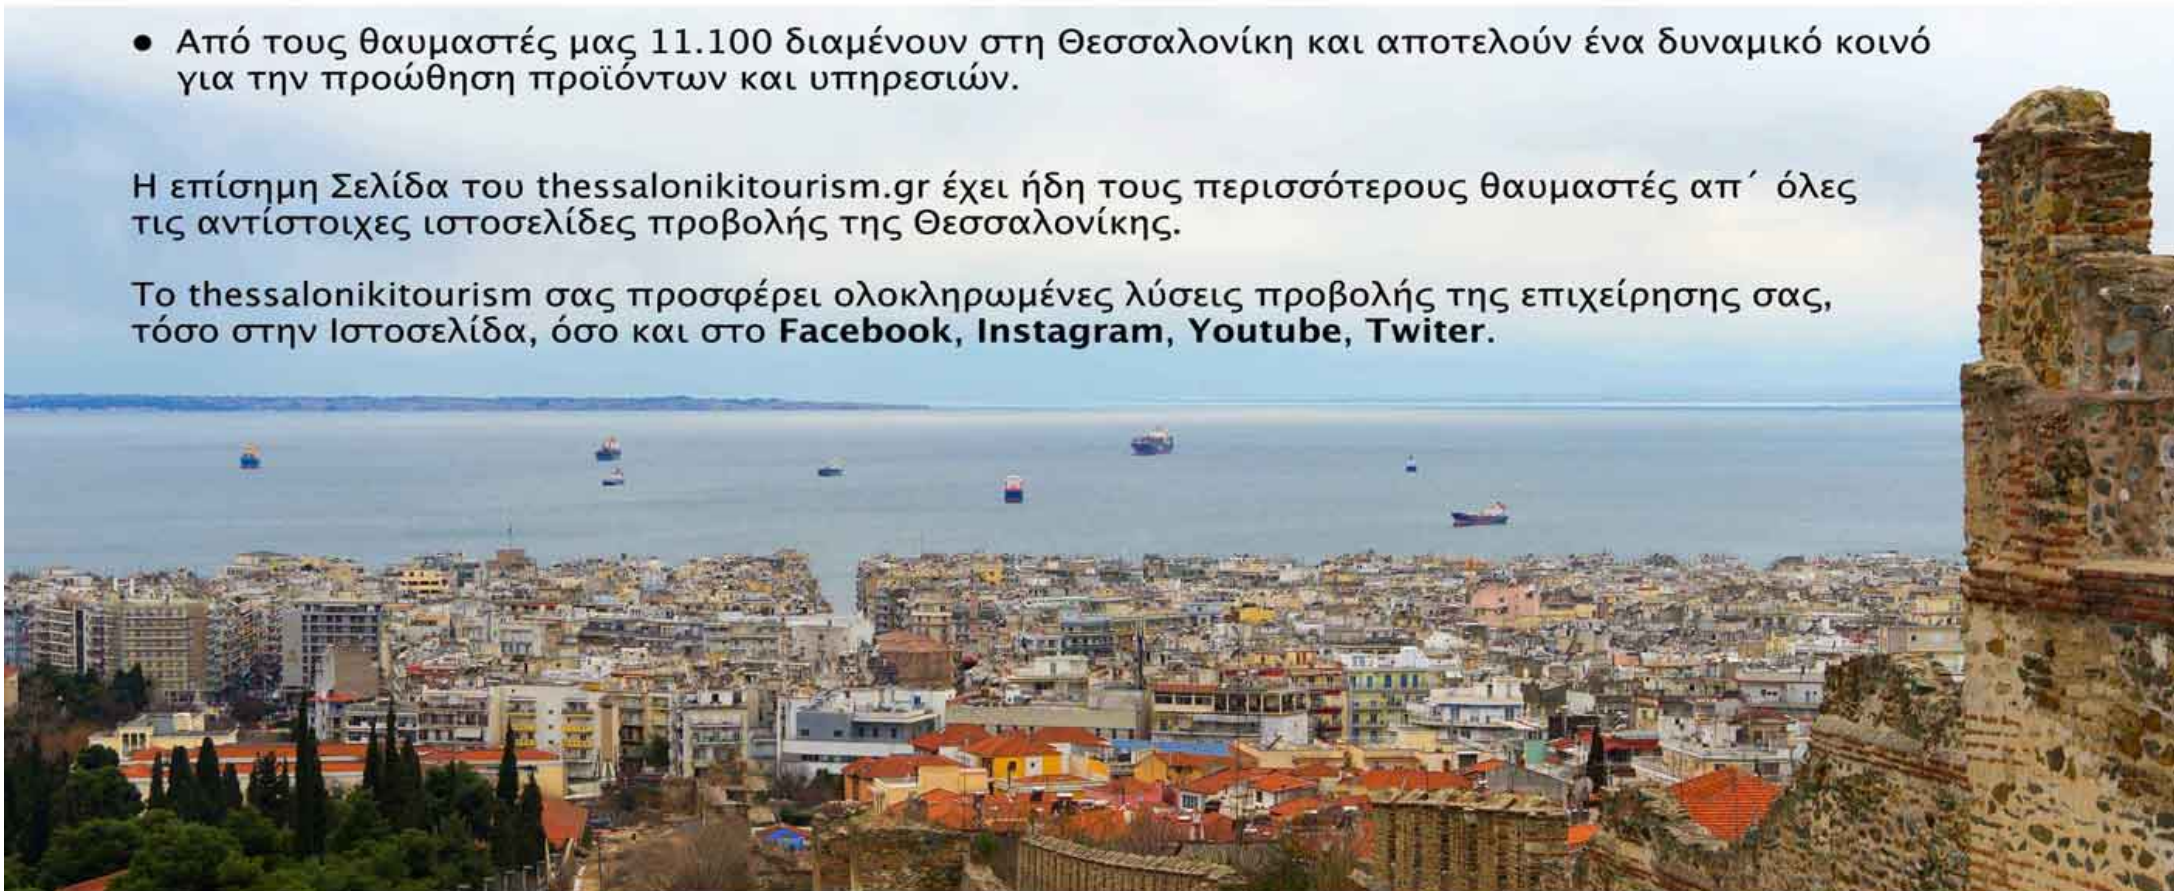 ● Από τους θαυμαστές μας 11.100 διαμένουν στη Θεσσαλονίκη και αποτελούν ένα δυναμικό κοινό
για την προώθηση προϊόντων και υπηρεσιών.
Η επίσημη Σελίδα του thessalonikitourism.gr έχει ήδη τους περισσότερους θαυμαστές απ΄ όλες
τις αντίστοιχες ιστοσελίδες προβολής της Θεσσαλονίκης.
Το thessalonikitourism σας προσφέρει ολοκληρωμένες λύσεις προβολής της επιχείρησης σας,
τόσο στην Ιστοσελίδα, όσο και στο Facebook, Instagram, Youtube, Twiter.